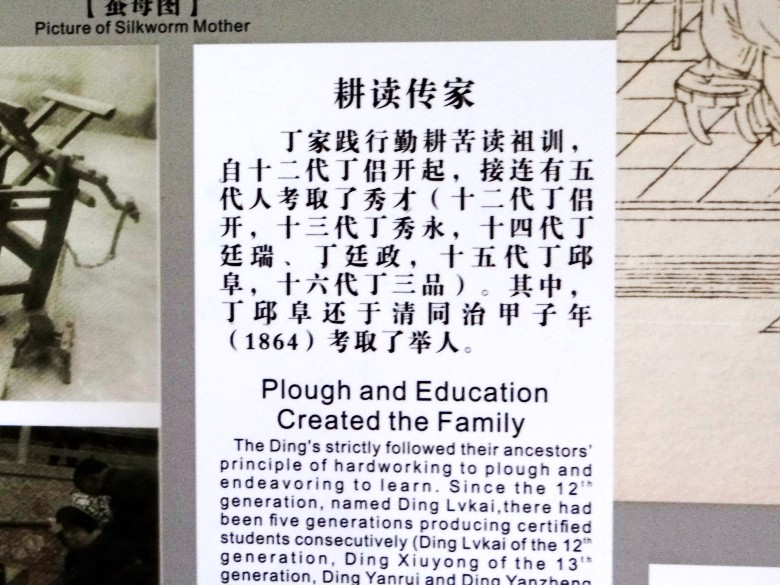 【蚕母图】
Picture of Silkworm Mother
耕读传家
丁家践行勤耕苦读祖训，
自十二代丁侣开起，接连有五
代人考取了秀才（十二代丁侣
开，十三代丁秀永，十四代丁
廷瑞、丁廷政，十五代丁邱
阜，十六代丁三品）。其中，
丁邱阜还于清同治甲子年
（1864）考取了举人。
Plough and Education
Created the Family
The Ding's strictly followed their ancestors'
principle of hardworking to plough and
endeavoring to learn. Since the 12th
generation, named Ding Lvkai,there had
been five generations producing certified
students consecutively (Ding Lvkai of the 12th
generation, Ding Xiuyong of the 13th
generation, Ding Yanrui and Ding Yanzheng